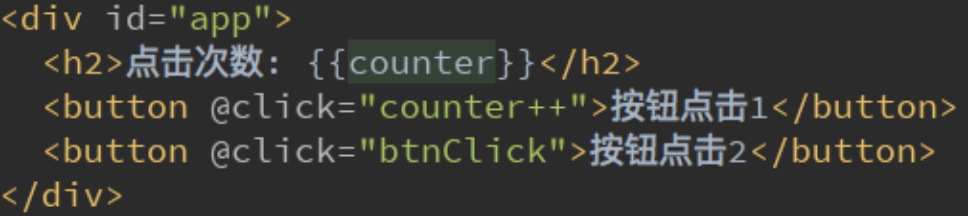 <div id="app">
<h2>点击次数: {{counter}}</h2>
<button @click="counter++">按钮点击1</button>
<button @click="btnClick">按钮点击2</button>
</div>